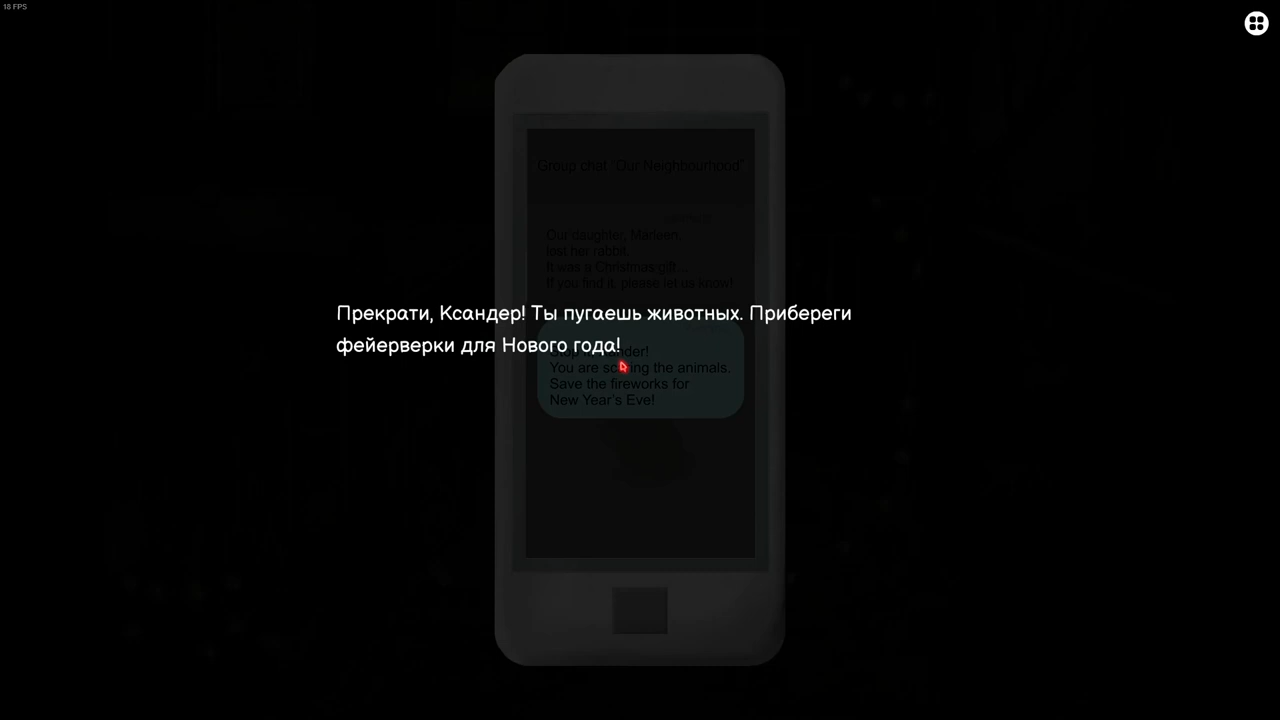 18 FPS
Group chat "Our Neighbourhood"
Our daughter, Marleen,
lost her rabbit.
It was a Christmas gift...
If you find it, please let us know!
Прекрати, Ксандер! Ты пугаешь животных. Прибереги
фейерверки для Нового года!
You are scaring the animals.
Save the fireworks for
New Year's Eve!